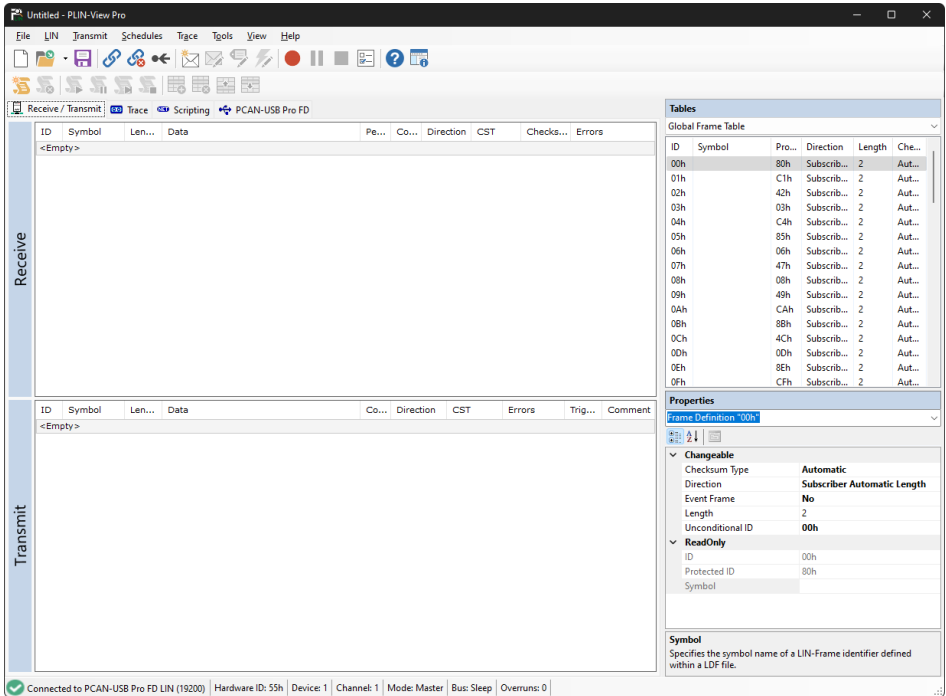 Untitled - PLIN-View Pro
File LIN Transmit Schedules Trace Tools View Help
Receive / Transmit Trace Scripting PCAN-USB Pro FD
Receive
ID Symbol Len... Data Pe... Co... Direction CST Checks... Errors
<Empty>
Transmit
ID Symbol Len... Data Co... Direction CST Errors Trig... Comment
<Empty>
Tables
Global Frame Table
ID Symbol Pro... Direction Length Che...
00h 80h Subscrib... 2 Aut...
01h C1h Subscrib... 2 Aut...
02h 42h Subscrib... 2 Aut...
03h 03h Subscrib... 2 Aut...
04h C4h Subscrib... 2 Aut...
05h 85h Subscrib... 2 Aut...
06h 06h Subscrib... 2 Aut...
07h 47h Subscrib... 2 Aut...
08h 08h Subscrib... 2 Aut...
09h 49h Subscrib... 2 Aut...
0Ah CAh Subscrib... 2 Aut...
0Bh 8Bh Subscrib... 2 Aut...
0Ch 4Ch Subscrib... 2 Aut...
0Dh 0Dh Subscrib... 2 Aut...
0Eh 8Eh Subscrib... 2 Aut...
0Fh CFh Subscrib... 2 Aut...
Properties
Frame Definition "00h"
Changeable
Checksum Type Automatic
Direction Subscriber Automatic Length
Event Frame No
Length 2
Unconditional ID 00h
ReadOnly
ID 00h
Protected ID 80h
Symbol
Symbol
Specifies the symbol name of a LIN-Frame identifier defined
within a LDF file.
Connected to PCAN-USB Pro FD LIN (19200) Hardware ID: 55h Device: 1 Channel: 1 Mode: Master Bus: Sleep Overruns: 0